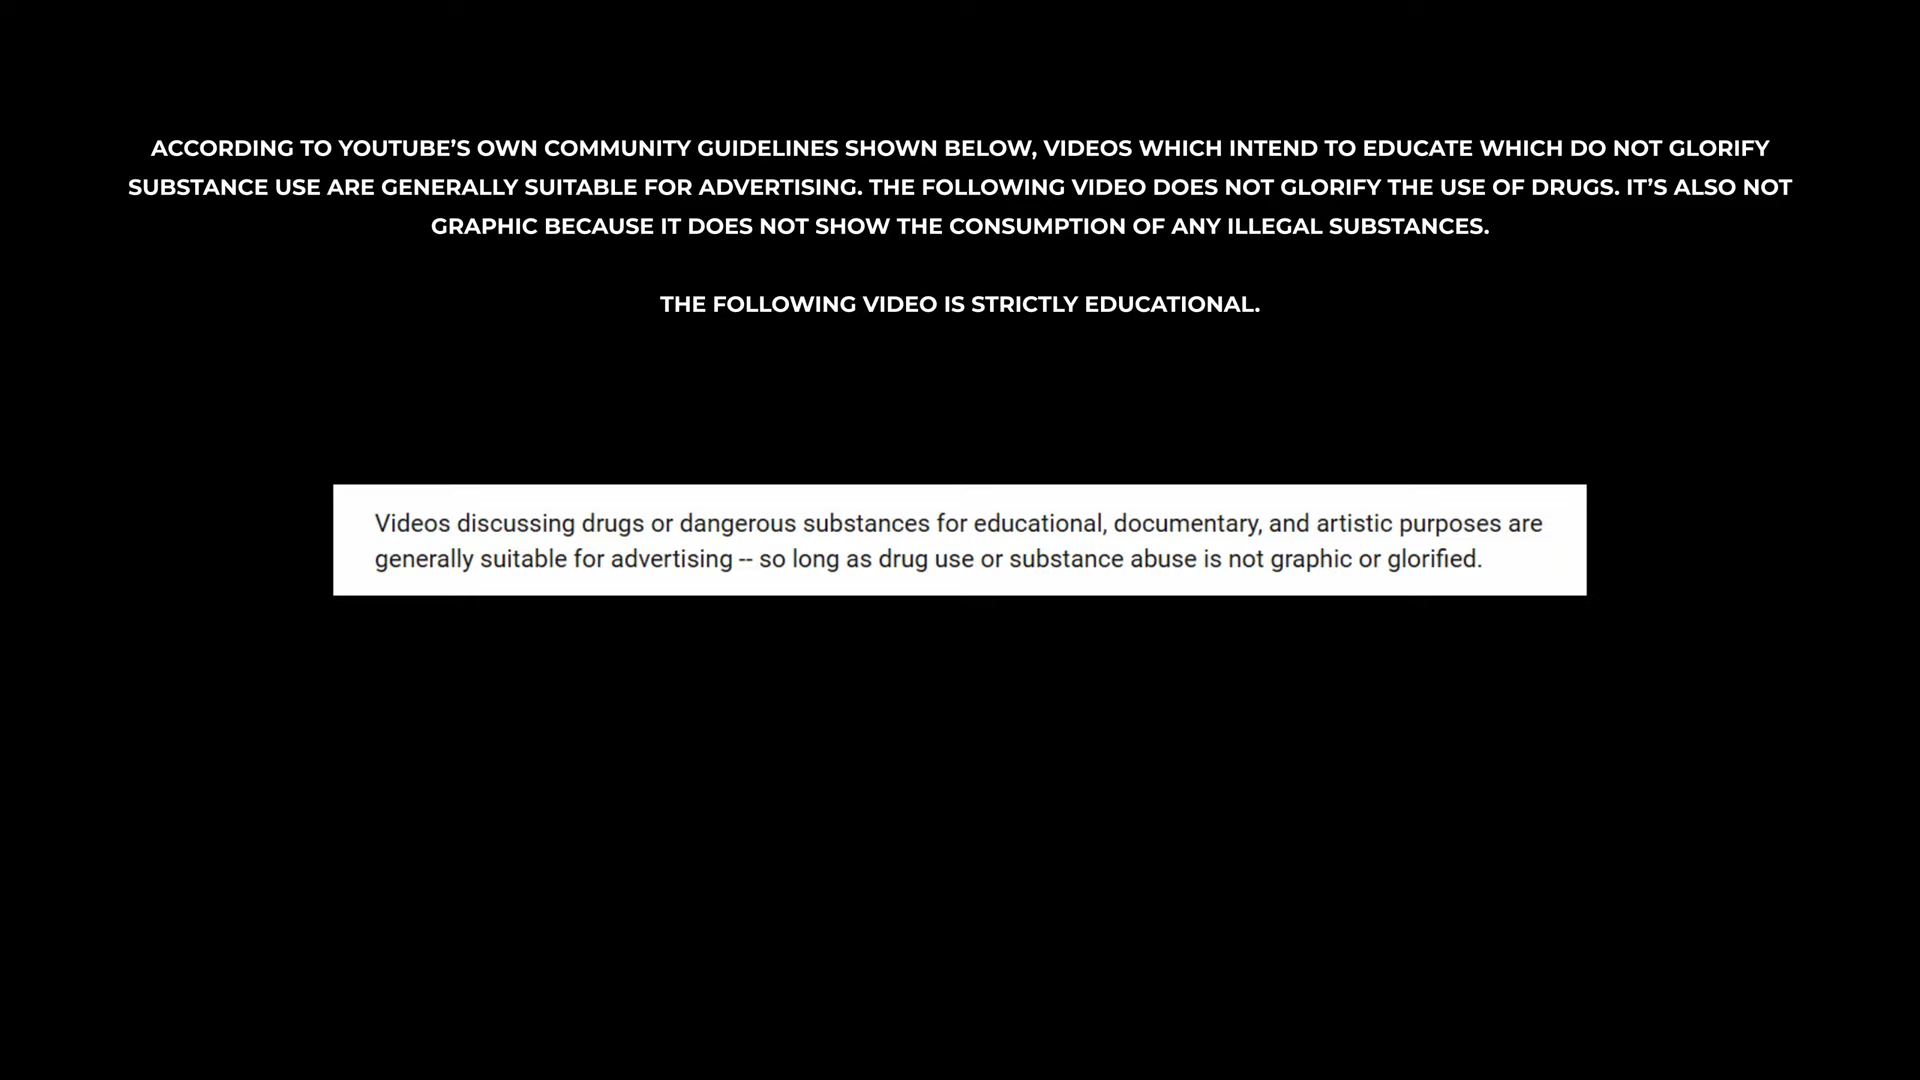 ACCORDING TO YOUTUBE’S OWN COMMUNITY GUIDELINES SHOWN BELOW, VIDEOS WHICH INTEND TO EDUCATE WHICH DO NOT GLORIFY
SUBSTANCE USE ARE GENERALLY SUITABLE FOR ADVERTISING. THE FOLLOWING VIDEO DOES NOT GLORIFY THE USE OF DRUGS. IT’S ALSO NOT
GRAPHIC BECAUSE IT DOES NOT SHOW THE CONSUMPTION OF ANY ILLEGAL SUBSTANCES.
THE FOLLOWING VIDEO IS STRICTLY EDUCATIONAL.
Videos discussing drugs or dangerous substances for educational, documentary, and artistic purposes are
generally suitable for advertising -- so long as drug use or substance abuse is not graphic or glorified.